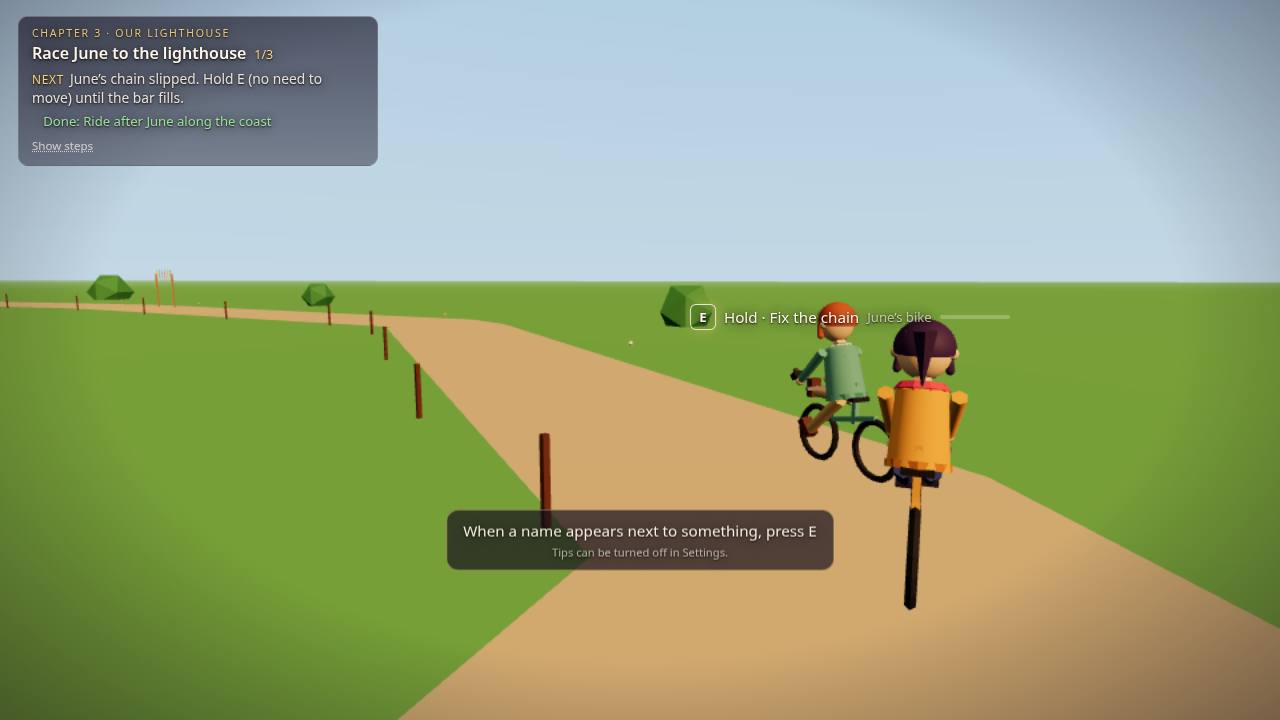 CHAPTER 3 · OUR LIGHTHOUSE
Race June to the lighthouse 1/3
NEXT June’s chain slipped. Hold E (no need to
move) until the bar fills.
Done: Ride after June along the coast
Show steps
E Hold · Fix the chain June’s bike
When a name appears next to something, press E
Tips can be turned off in Settings.